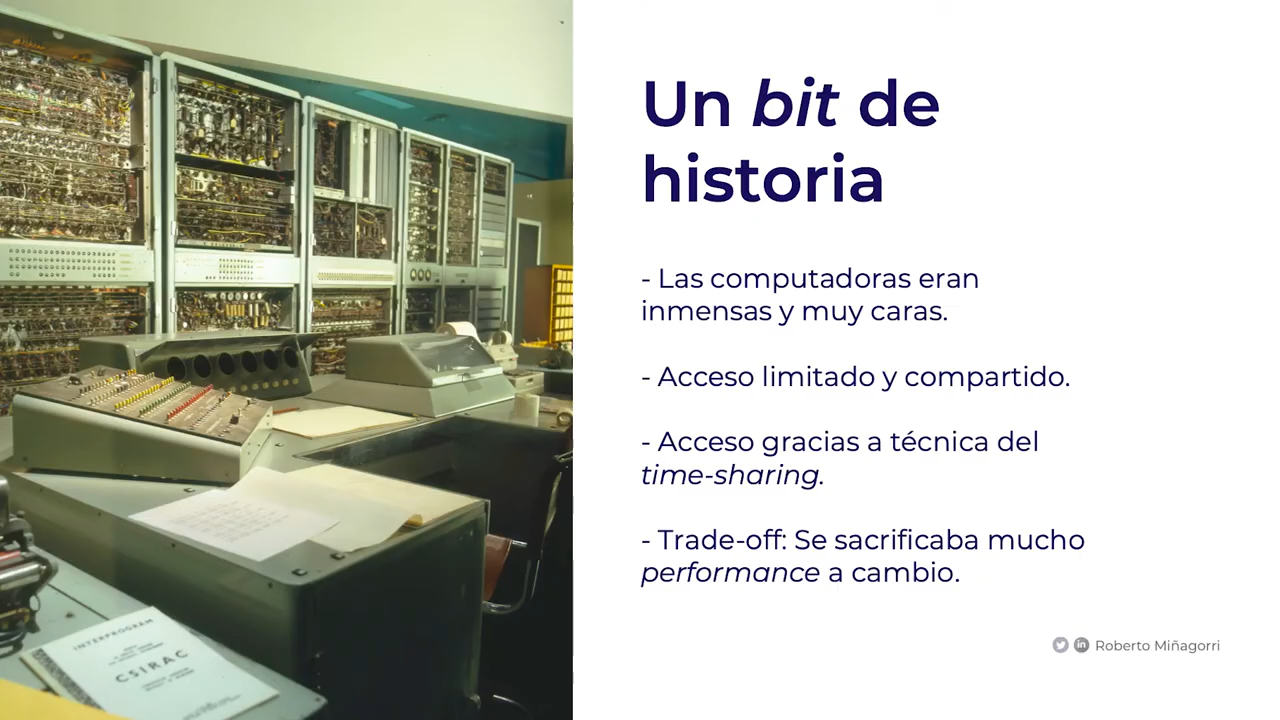 Un bit de
historia
- Las computadoras eran
inmensas y muy caras.
- Acceso limitado y compartido.
- Acceso gracias a técnica del
time-sharing.
- Trade-off: Se sacrificaba mucho
performance a cambio.
Roberto Miñagorri
INTERPROGRAM
CSIRAC